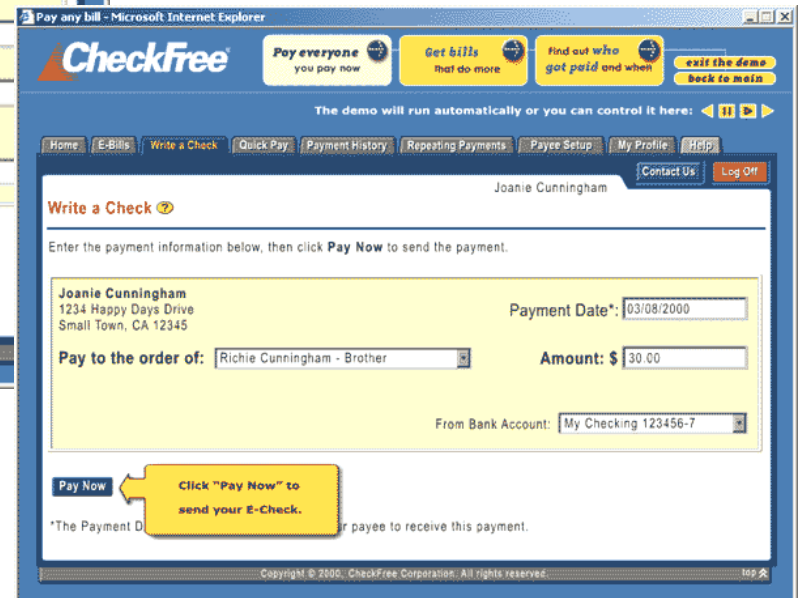 Pay any bill - Microsoft Internet Explorer
CheckFree
Pay everyone
you pay now
Get bills
that do more
find out who
got paid and when
exit the demo
back to main
The demo will run automatically or you can control it here:
Home E-Bills Write a Check Quick Pay Payment History Repeating Payments Payee Setup My Profile Help
Contact Us Log Off
Joanie Cunningham
Write a Check ?
Enter the payment information below, then click Pay Now to send the payment.
Joanie Cunningham
1234 Happy Days Drive
Small Town, CA 12345
Payment Date*: 03/08/2000
Pay to the order of: Richie Cunningham - Brother Amount: $ 30.00
From Bank Account: My Checking 123456-7
Pay Now
Click "Pay Now" to
send your E-Check.
*The Payment D
r payee to receive this payment.
Copyright © 2000, CheckFree Corporation. All rights reserved. top